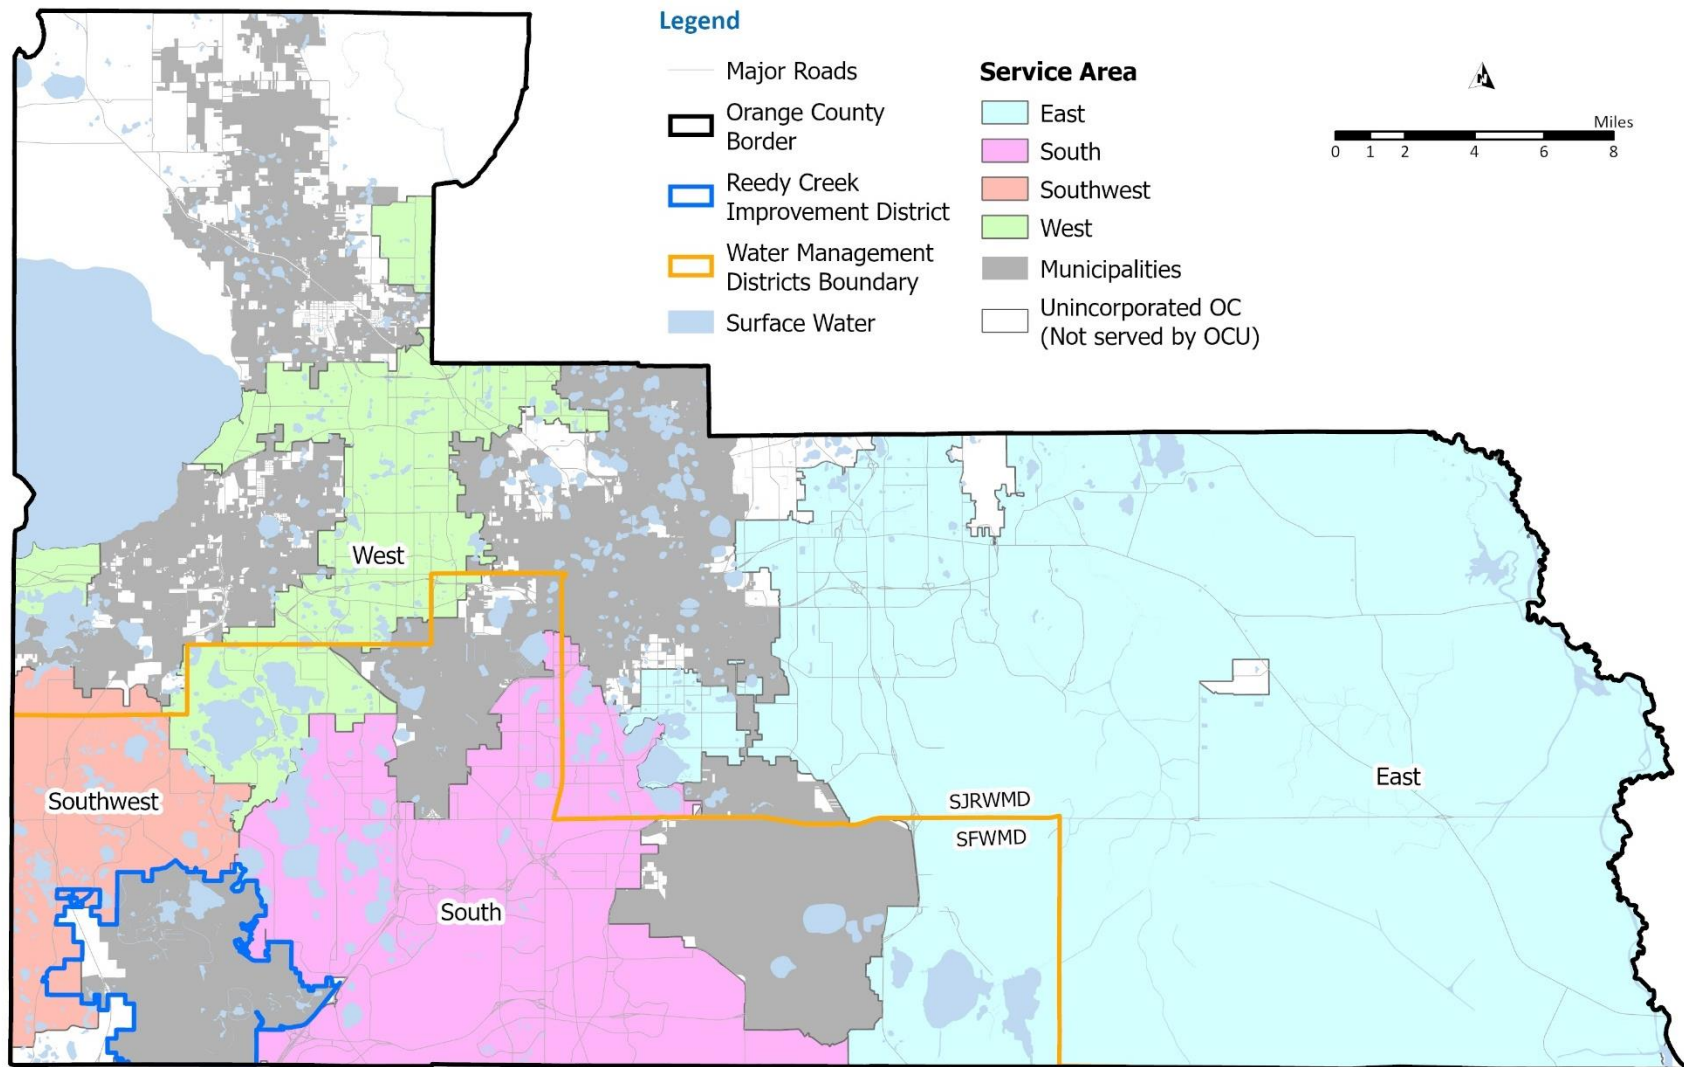 Legend
Major Roads
Orange County
Border
Reedy Creek
Improvement District
Water Management
Districts Boundary
Surface Water
Service Area
East
South
Southwest
West
Municipalities
Unincorporated OC
(Not served by OCU)
N
Miles
0 1 2 4 6 8
West
Southwest
South
East
SJRWMD
SFWMD